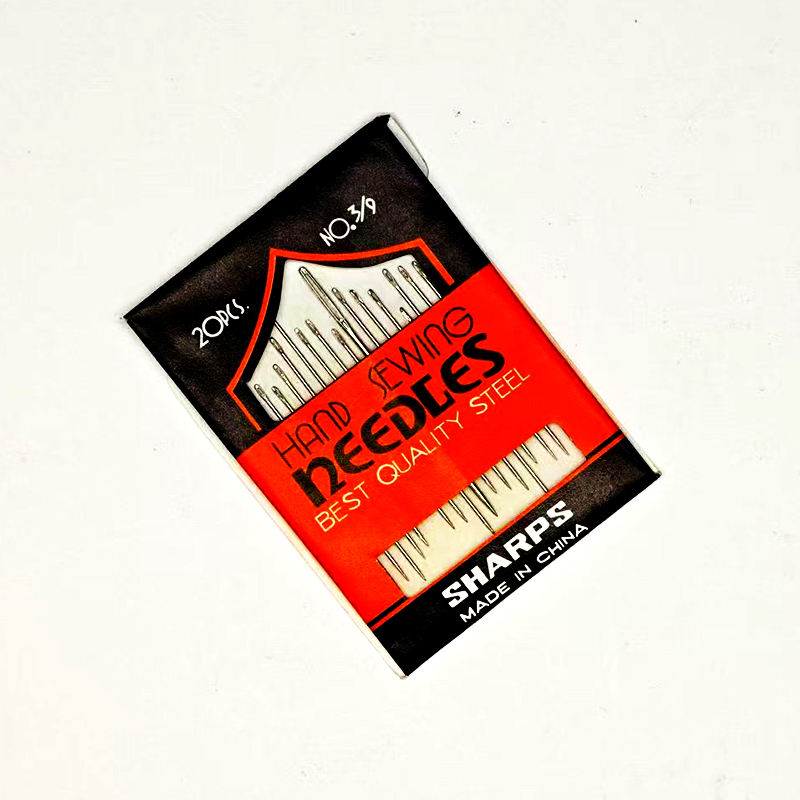 20PCS.
NO.3/9
HAND SEWING
NEEDLES
BEST QUALITY STEEL
SHARPS
MADE IN CHINA